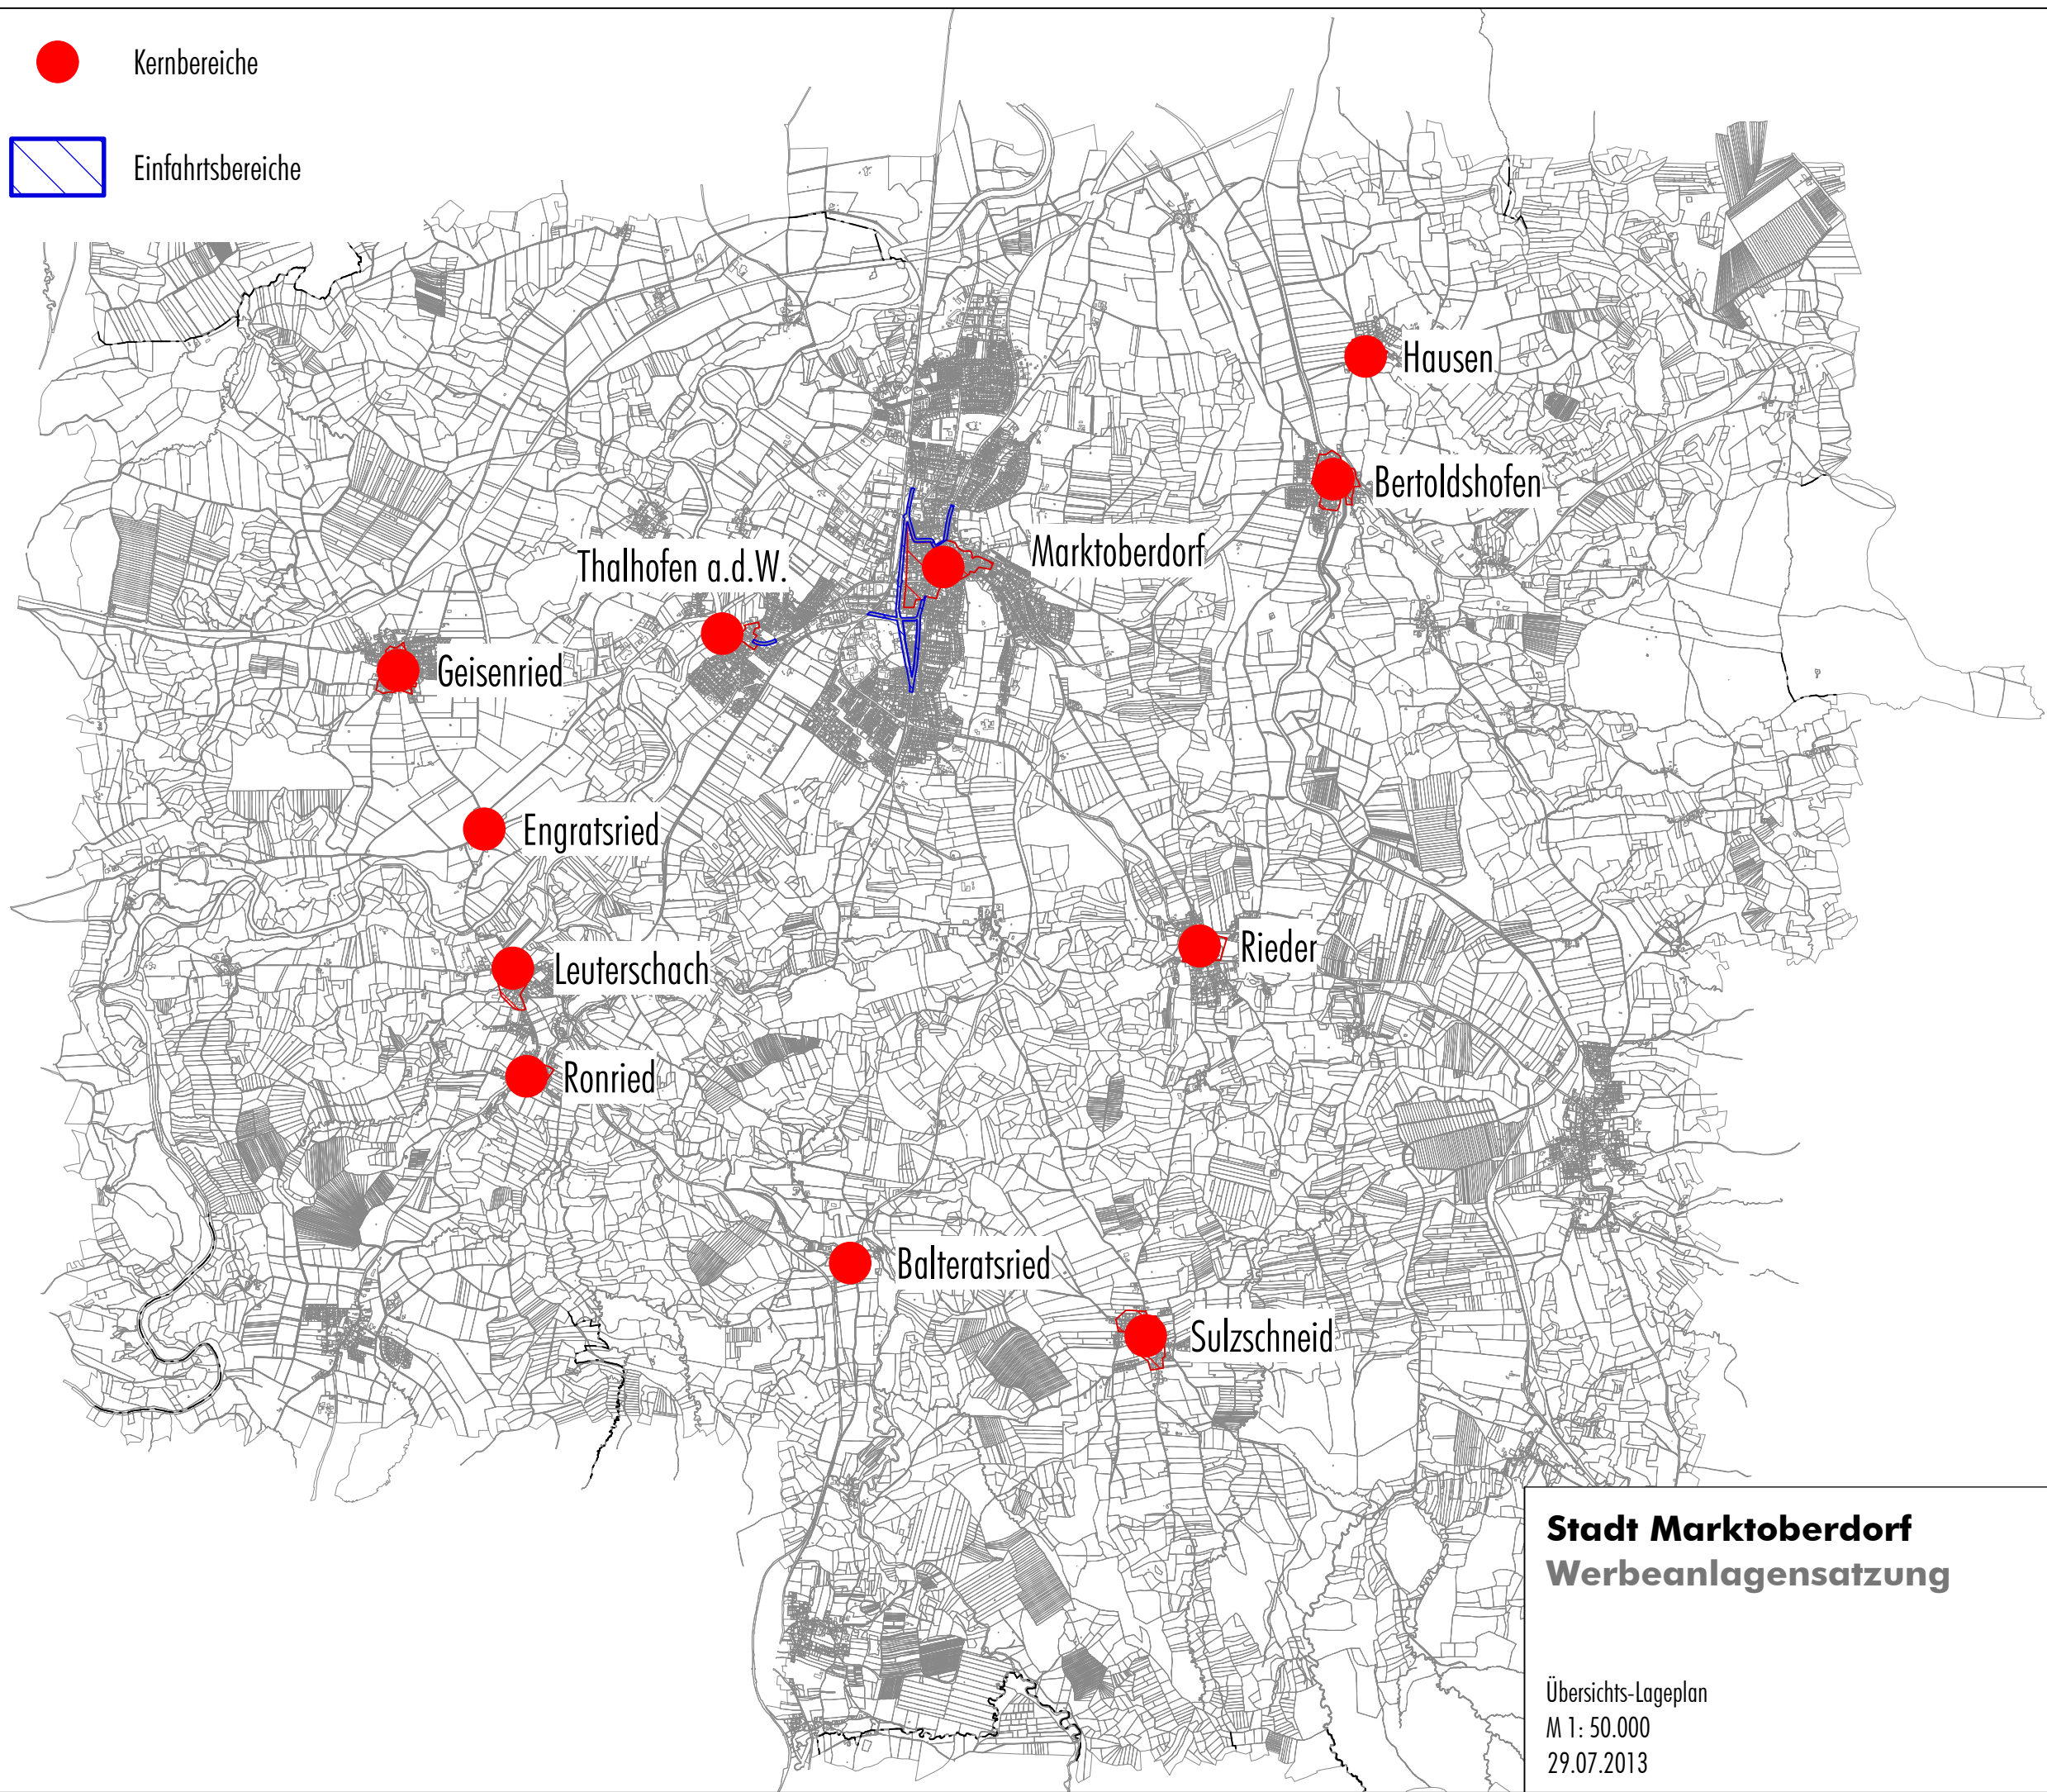 Kernbereiche
Einfahrtsbereiche
Hausen
Bertoldshofen
Marktoberdorf
Thalhofen a.d.W.
Geisenried
Engratsried
Rieder
Leuterschach
Ronried
Balteratsried
Sulzschneid
Stadt Marktoberdorf
Werbeanlagensatzung
Übersichts-Lageplan
M 1: 50.000
29.07.2013